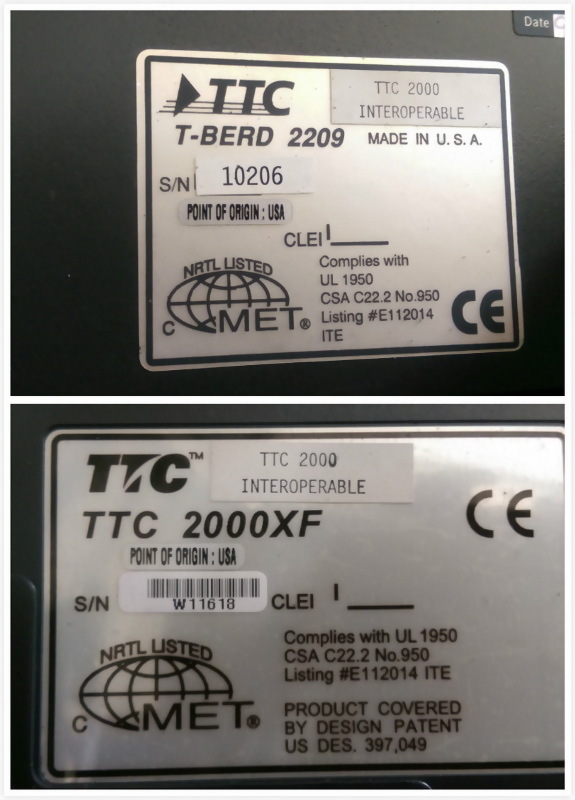 Date
TTC
TTC 2000
INTEROPERABLE
T-BERD 2209 MADE IN U.S.A.
S/N 10206
POINT OF ORIGIN : USA
CLEI
NRTL LISTED
C MET®
Complies with
UL 1950
CSA C22.2 No.950
Listing #E112014
ITE
CE
TTC™
TTC 2000
INTEROPERABLE
TTC 2000XF
CE
POINT OF ORIGIN : USA
S/N W11618 CLEI
NRTL LISTED
C MET®
Complies with UL 1950
CSA C22.2 No.950
Listing #E112014 ITE
PRODUCT COVERED
BY DESIGN PATENT
US DES. 397,049